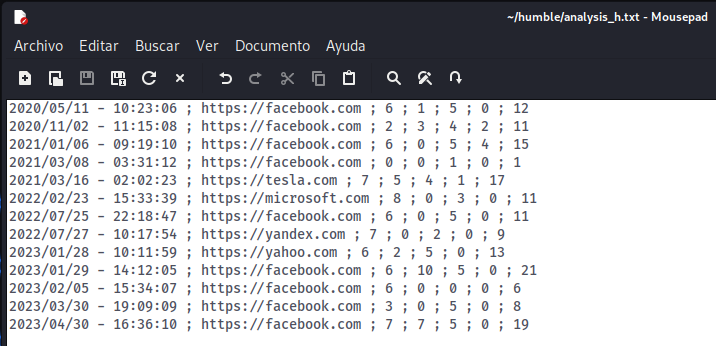 ~/humble/analysis_h.txt - Mousepad
Archivo Editar Buscar Ver Documento Ayuda
2020/05/11 - 10:23:06 ; https://facebook.com ; 6 ; 1 ; 5 ; 0 ; 12
2020/11/02 - 11:15:08 ; https://facebook.com ; 2 ; 3 ; 4 ; 2 ; 11
2021/01/06 - 09:19:10 ; https://facebook.com ; 6 ; 0 ; 5 ; 4 ; 15
2021/03/08 - 03:31:12 ; https://facebook.com ; 0 ; 0 ; 1 ; 0 ; 1
2021/03/16 - 02:02:23 ; https://tesla.com ; 7 ; 5 ; 4 ; 1 ; 17
2022/02/23 - 15:33:39 ; https://microsoft.com ; 8 ; 0 ; 3 ; 0 ; 11
2022/07/25 - 22:18:47 ; https://facebook.com ; 6 ; 0 ; 5 ; 0 ; 11
2022/07/27 - 10:17:54 ; https://yandex.com ; 7 ; 0 ; 2 ; 0 ; 9
2023/01/28 - 10:11:59 ; https://yahoo.com ; 6 ; 2 ; 5 ; 0 ; 13
2023/01/29 - 14:12:05 ; https://facebook.com ; 6 ; 10 ; 5 ; 0 ; 21
2023/02/05 - 15:34:07 ; https://facebook.com ; 6 ; 0 ; 0 ; 0 ; 6
2023/03/30 - 19:09:09 ; https://facebook.com ; 3 ; 0 ; 5 ; 0 ; 8
2023/04/30 - 16:36:10 ; https://facebook.com ; 7 ; 7 ; 5 ; 0 ; 19